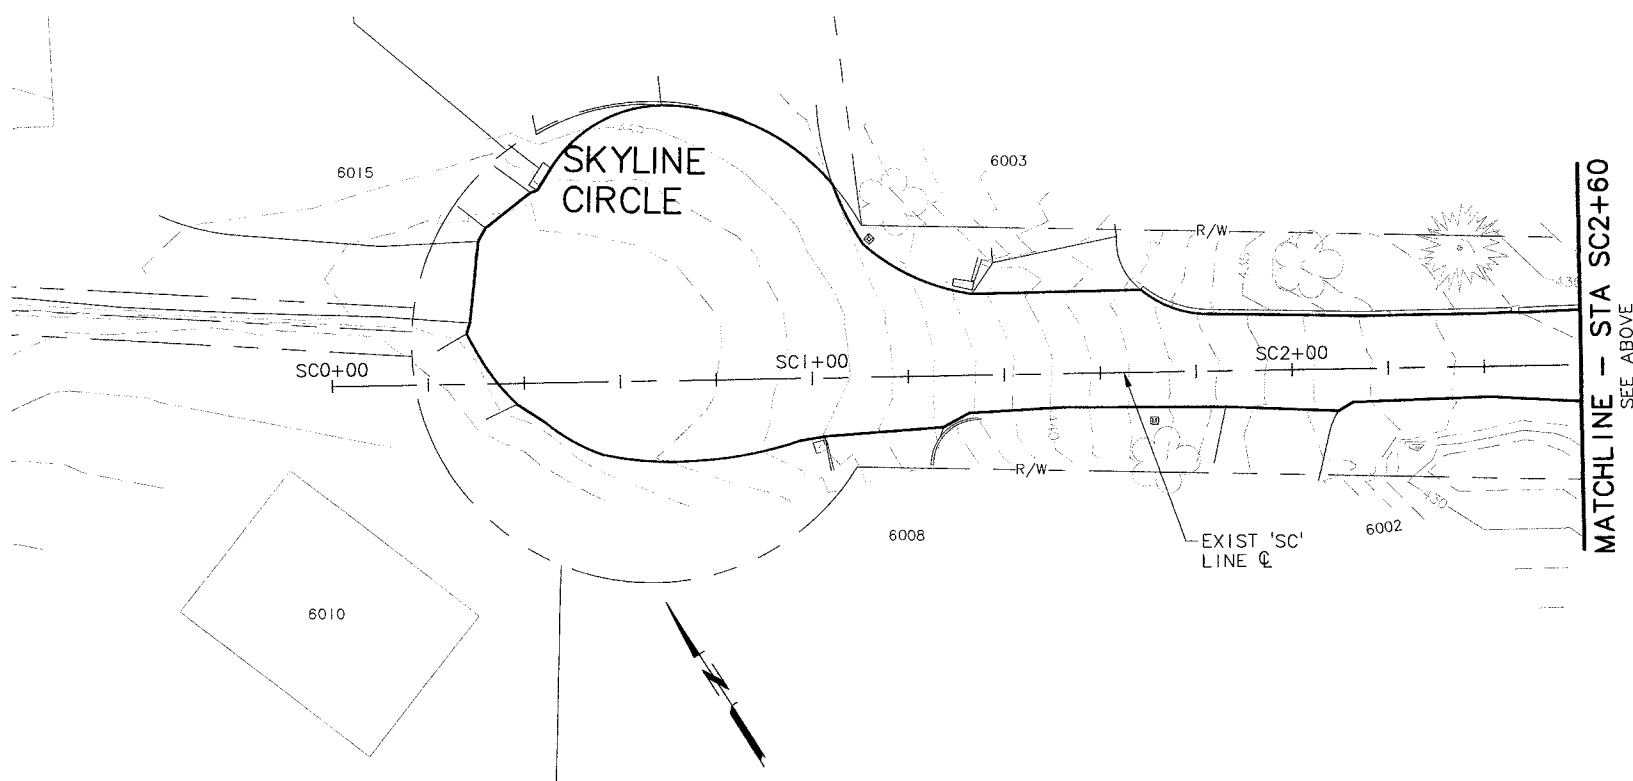 SKYLINE
CIRCLE
6015
6003
R/W
SC0+00
SC1+00
SC2+00
MATCHLINE - STA SC2+60
SEE ABOVE
R/W
430
6008
6002
EXIST 'SC'
LINE ℄
6010